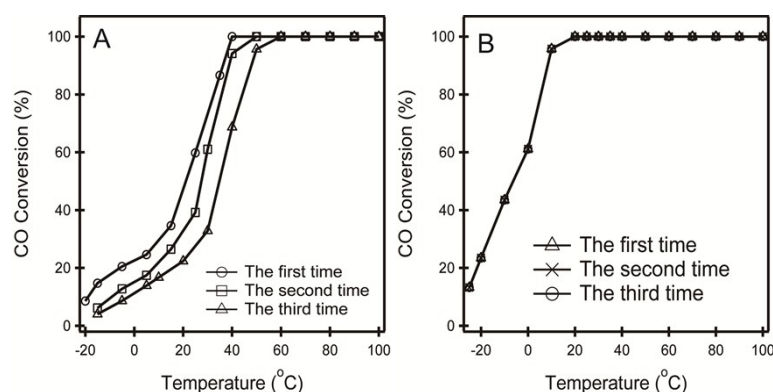 A
CO Conversion (%)
100
80
60
40
20
0
The first time
The second time
The third time
-20 0 20 40 60 80 100
Temperature (°C)
B
CO Conversion (%)
100
80
60
40
20
0
The first time
The second time
The third time
-20 0 20 40 60 80 100
Temperature (°C)